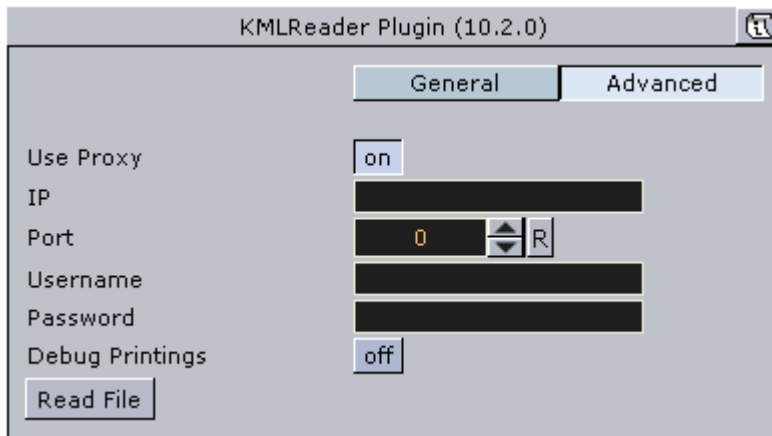 KMLReader Plugin (10.2.0)
General Advanced
Use Proxy on
IP
Port 0 R
Username
Password
Debug Printings off
Read File